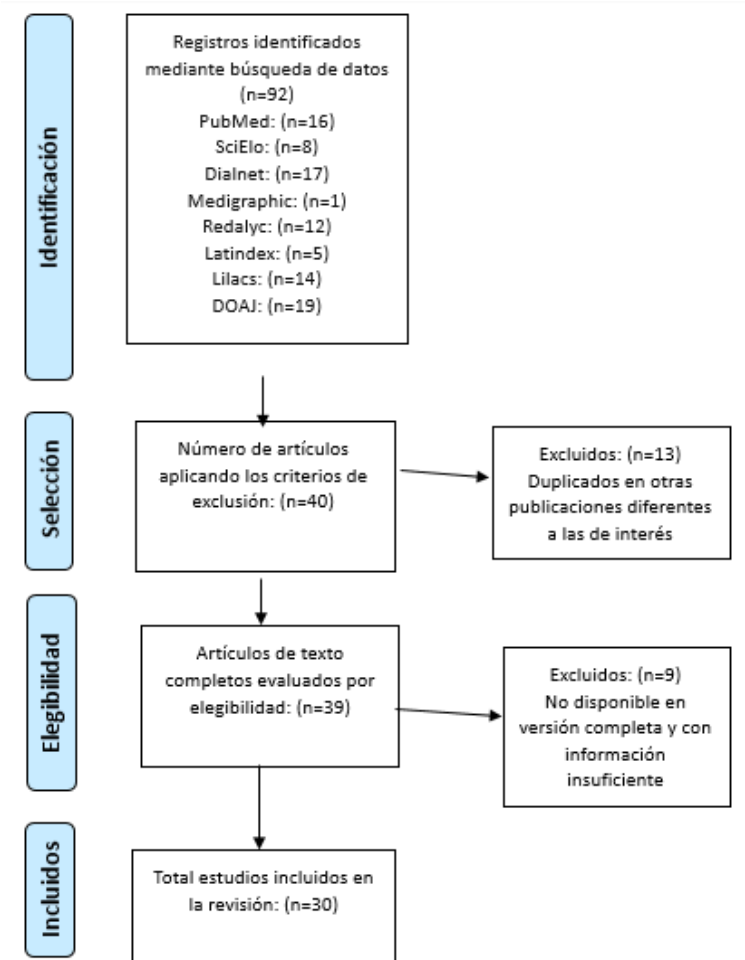 Identificación
Registros identificados
mediante búsqueda de datos
(n=92)
PubMed: (n=16)
SciElo: (n=8)
Dialnet: (n=17)
Medigraphic: (n=1)
Redalyc: (n=12)
Latindex: (n=5)
Lilacs: (n=14)
DOAJ: (n=19)
Selección
Número de artículos
aplicando los criterios de
exclusión: (n=40)
Excluidos: (n=13)
Duplicados en otras
publicaciones diferentes
a las de interés
Elegibilidad
Artículos de texto
completos evaluados por
elegibilidad: (n=39)
Excluidos: (n=9)
No disponible en
versión completa y con
información
insuficiente
Incluidos
Total estudios incluidos en
la revisión: (n=30)